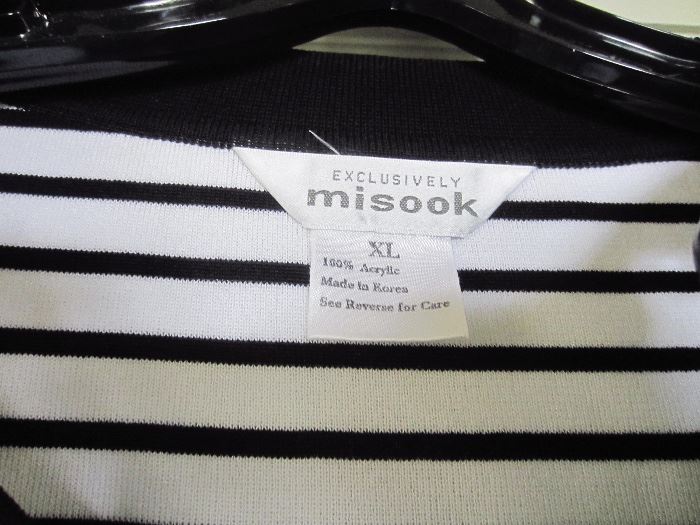 EXCLUSIVELY
misook
XL
100% Acrylic
Made in Korea
See Reverse for Care